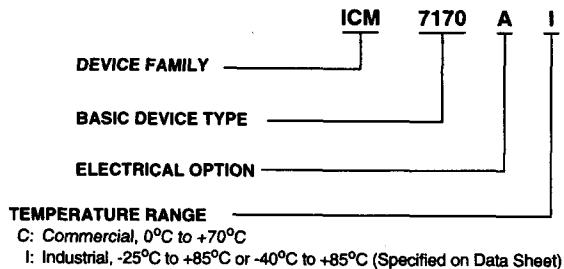 ICM 7170 A I
DEVICE FAMILY
BASIC DEVICE TYPE
ELECTRICAL OPTION
TEMPERATURE RANGE
C: Commercial, 0°C to +70°C
I: Industrial, -25°C to +85°C or -40°C to +85°C (Specified on Data Sheet)